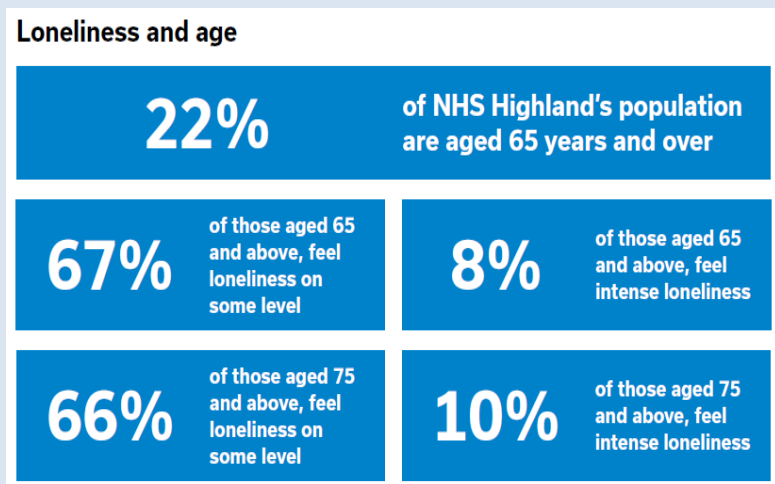 Loneliness and age
22%
of NHS Highland's population
are aged 65 years and over
67%
of those aged 65
and above, feel
loneliness on
some level
8%
of those aged 65
and above, feel
intense loneliness
66%
of those aged 75
and above, feel
loneliness on
some level
10%
of those aged 75
and above, feel
intense loneliness